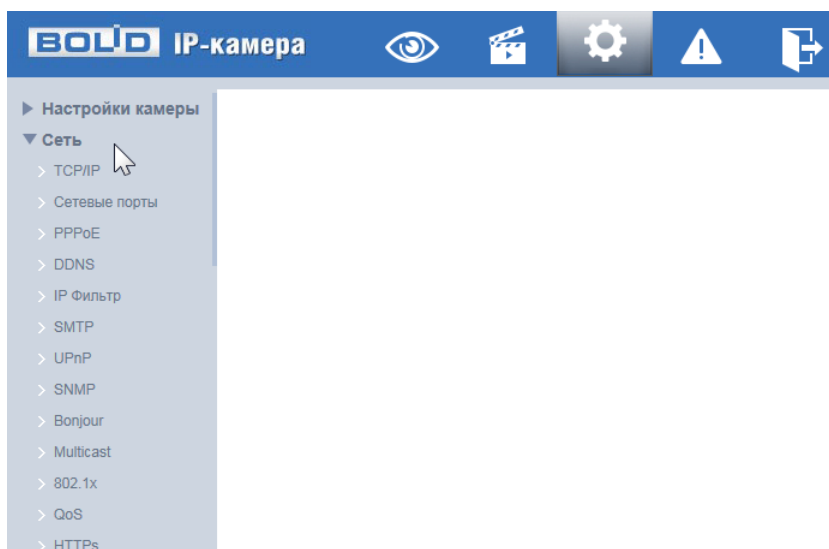 BOLID IP-камера
Настройки камеры
Сеть
TCP/IP
Сетевые порты
PPPoE
DDNS
IP Фильтр
SMTP
UPnP
SNMP
Bonjour
Multicast
802.1x
QoS
HTTPs